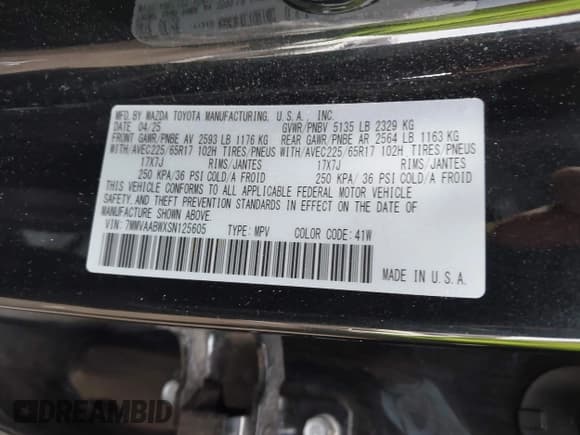 MFD. BY MAZDA TOYOTA MANUFACTURING, U.S.A., INC.
DATE 04/25 GVWR/PNBV 5135 LB 2329 KG
FRONT GAWR/PNBE AV 2593 LB 1176 KG REAR GAWR/PNBE AR 2564 LB 1163 KG
WITH/AVEC225/65R17 102H TIRES/PNEUS WITH/AVEC225/65R17 102H TIRES/PNEUS
17X7J RIMS/JANTES 17X7J RIMS/JANTES
250 KPA/36 PSI COLD/A FROID 250 KPA/ 36 PSI COLD/A FROID
THIS VEHICLE CONFORMS TO ALL APPLICABLE FEDERAL MOTOR VEHICLE
SAFETY, AND THEFT PREVENTION STANDARDS IN EFFECT ON THE DATE OF
MANUFACTURE SHOWN ABOVE.
VIN: 7MMVAABWXSN125605 TYPE: MPV COLOR CODE: 41W
MADE IN U.S.A.
DREAMBID